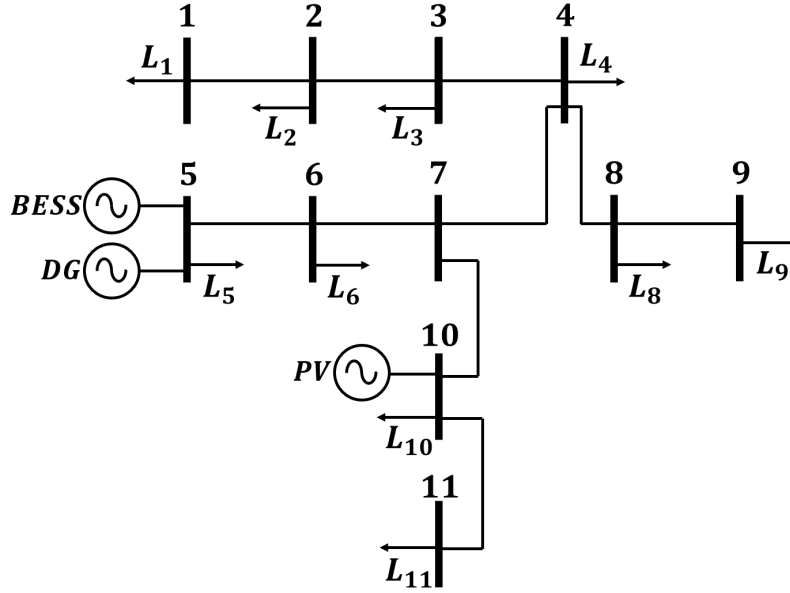 1 2 3 4
L₁ L₂ L₃ L₄
5 6 7 8 9
BESS
DG
L₅ L₆ L₈ L₉
10
PV
L₁₀
11
L₁₁